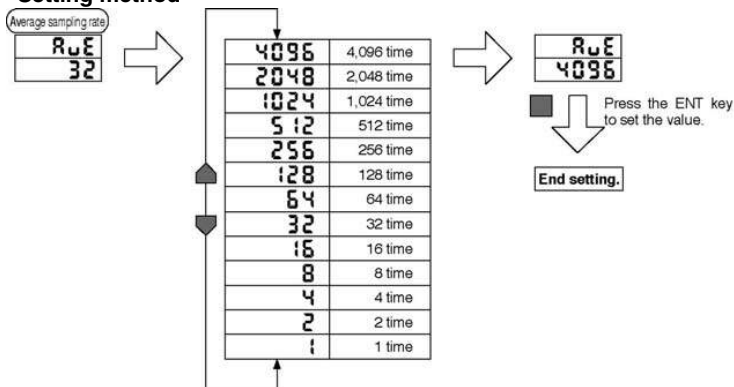 Setting method
Average sampling rate
AvE
32
4096 4,096 time
2048 2,048 time
1024 1,024 time
512 512 time
256 256 time
128 128 time
64 64 time
32 32 time
16 16 time
8 8 time
4 4 time
2 2 time
1 1 time
AvE
4096
Press the ENT key
to set the value.
End setting.